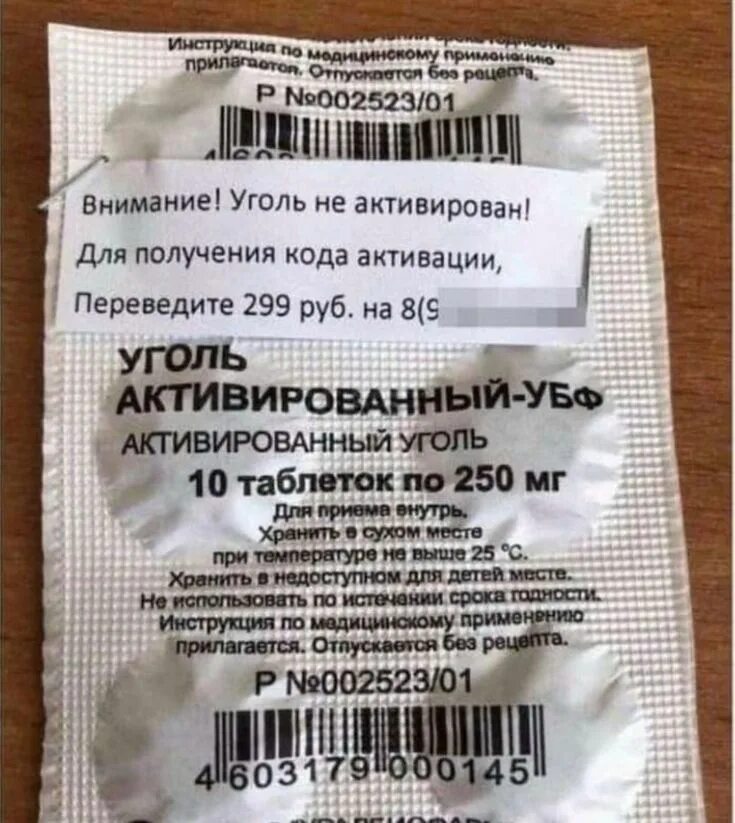 Инструкция по медицинскому применению
прилагается. Отпускается без рецепта.
Р №002523/01
Внимание! Уголь не активирован!
Для получения кода активации,
Переведите 299 руб. на 8(9
УГОЛЬ
АКТИВИРОВАННЫЙ-УБФ
АКТИВИРОВАННЫЙ УГОЛЬ
10 таблеток по 250 мг
Для приема внутрь.
Хранить в сухом месте
при температуре не выше 25 °С.
Хранить в недоступном для детей месте.
Не использовать по истечении срока годности.
Инструкция по медицинскому применению
прилагается. Отпускается без рецепта.
Р №002523/01
4 603179 000145